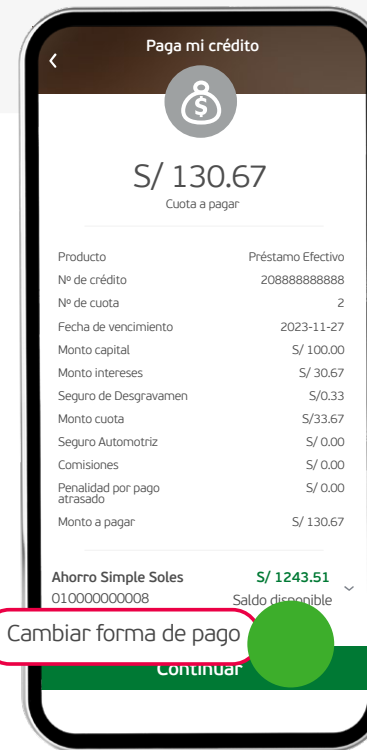 Paga mi crédito
$
S/ 130.67
Cuota a pagar
Producto Préstamo Efectivo
Nº de crédito 208888888888
Nº de cuota 2
Fecha de vencimiento 2023-11-27
Monto capital S/ 100.00
Monto intereses S/ 30.67
Seguro de Desgravamen S/0.33
Monto cuota S/33.67
Seguro Automotriz S/ 0.00
Comisiones S/ 0.00
Penalidad por pago S/ 0.00
atrasado
Monto a pagar S/ 130.67
Ahorro Simple Soles S/ 1243.51
010000000008 Saldo disponible
Cambiar forma de pago
Continuar